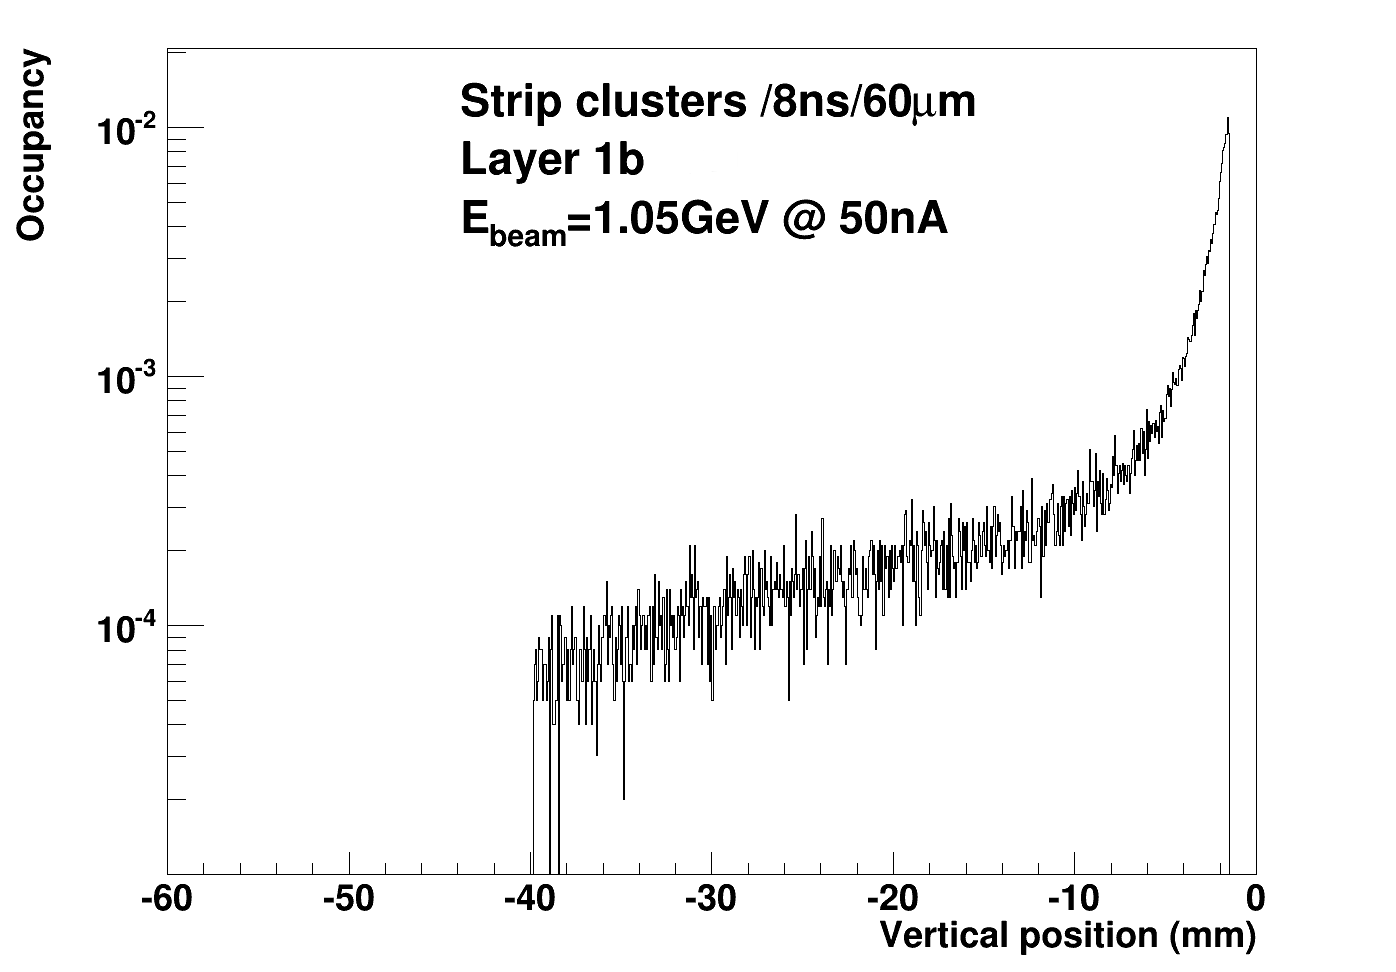 Occupancy
Strip clusters /8ns/60μm
Layer 1b
E_beam=1.05GeV @ 50nA
10^-2
10^-3
10^-4
-60 -50 -40 -30 -20 -10 0
Vertical position (mm)